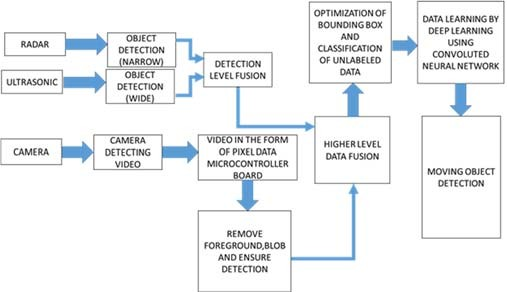 RADAR
OBJECT
DETECTION
(NARROW)
ULTRASONIC
OBJECT
DETECTION
(WIDE)
DETECTION
LEVEL FUSION
OPTIMIZATION OF
BOUNDING BOX
AND
CLASSIFICATION
OF UNLABELED
DATA
DATA LEARNING BY
DEEP LEARNING
USING
CONVOLUTED
NEURAL NETWORK
CAMERA
CAMERA
DETECTING
VIDEO
VIDEO IN THE FORM
OF PIXEL DATA
MICROCONTROLLER
BOARD
HIGHER LEVEL
DATA FUSION
MOVING OBJECT
DETECTION
REMOVE
FOREGROUND,BLOB
AND ENSURE
DETECTION